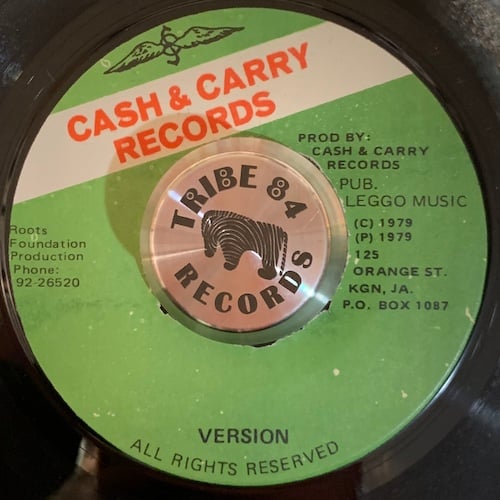 CASH & CARRY
RECORDS
PROD BY:
CASH & CARRY
RECORDS
PUB.
LEGGO MUSIC
(C) 1979
(P) 1979
125
ORANGE ST.
KGN, JA.
P.O. BOX 1087
Roots
Foundation
Production
Phone:
92-26520
TRIBE 84
RECORDS
VERSION
ALL RIGHTS RESERVED